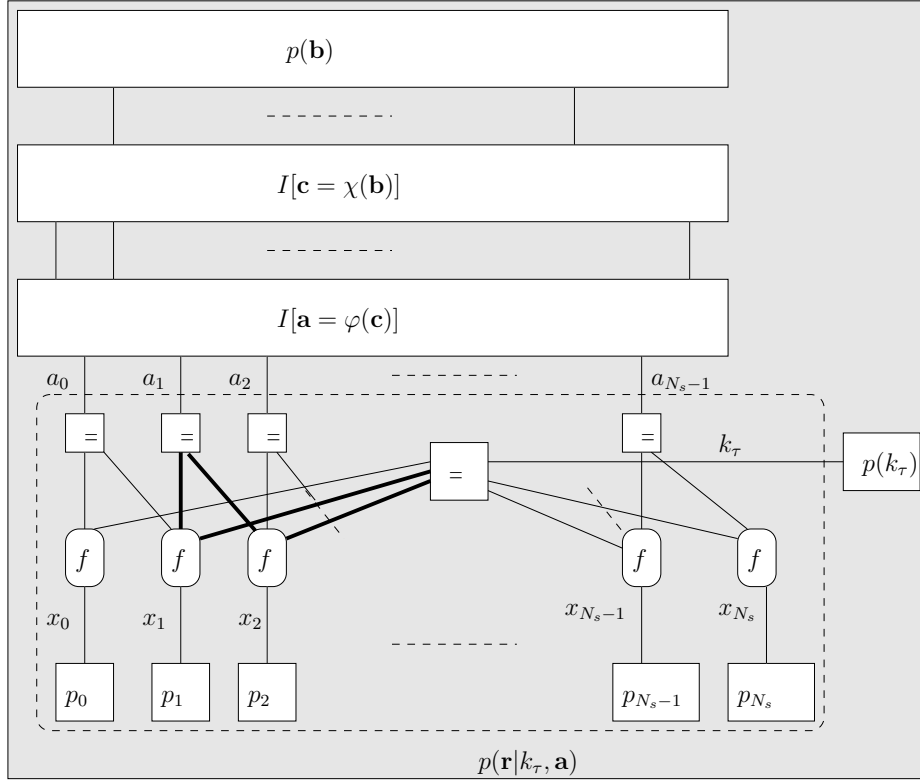 p(b)
I[c = χ(b)]
I[a = φ(c)]
a_0 a_1 a_2 a_{N_s−1}
= = = =
k_τ
=
p(k_τ)
f f f f f
x_0 x_1 x_2 x_{N_s−1} x_{N_s}
p_0 p_1 p_2 p_{N_s−1} p_{N_s}
p(r|k_τ, a)